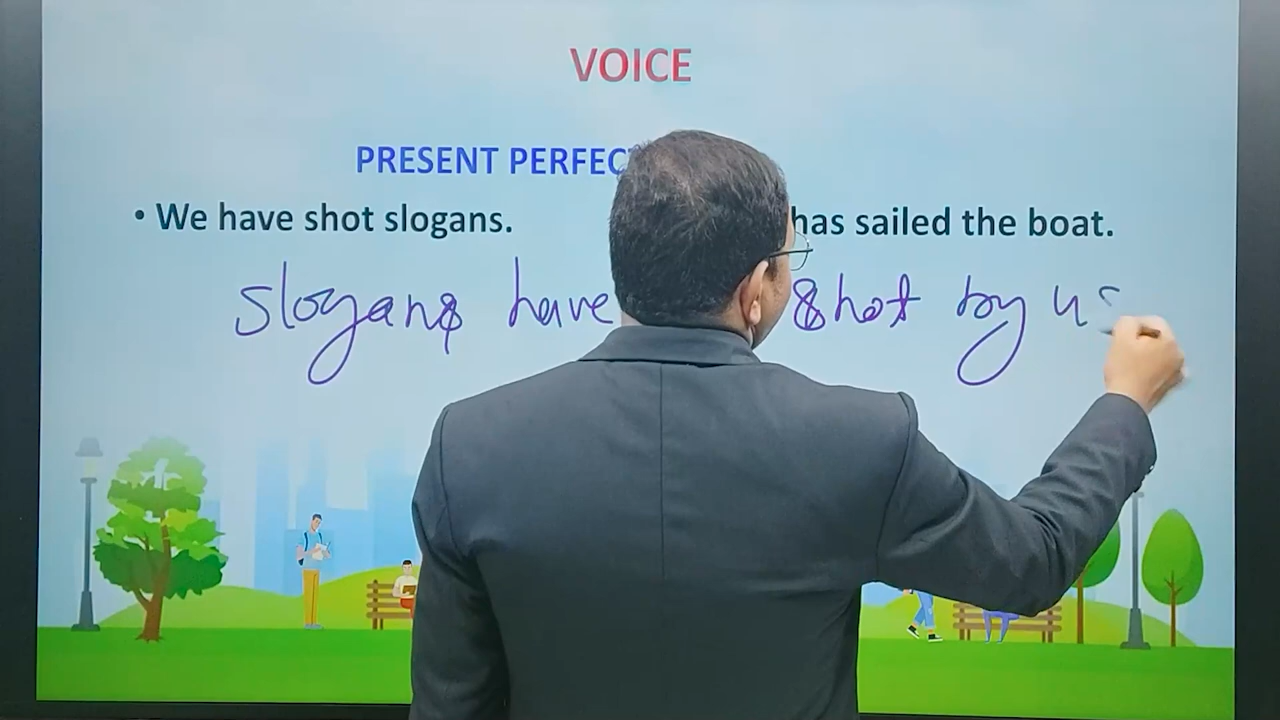 VOICE
PRESENT PERFEC
• We have shot slogans. has sailed the boat.
slogans have shot by us